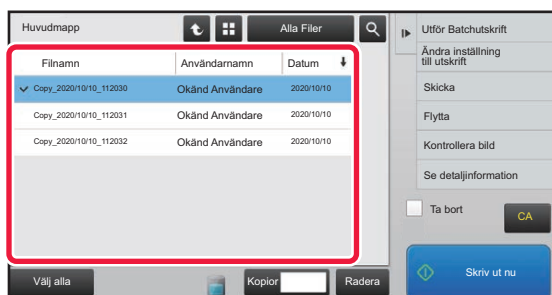 Huvudmapp
Alla Filer
Filnamn Användarnamn Datum
Copy_2020/10/10_112030 Okänd Användare 2020/10/10
Copy_2020/10/10_112031 Okänd Användare 2020/10/10
Copy_2020/10/10_112032 Okänd Användare 2020/10/10
Välj alla
Kopior
Radera
Utför Batchutskrift
Ändra inställning
till utskrift
Skicka
Flytta
Kontrollera bild
Se detaljinformation
Ta bort
CA
Skriv ut nu